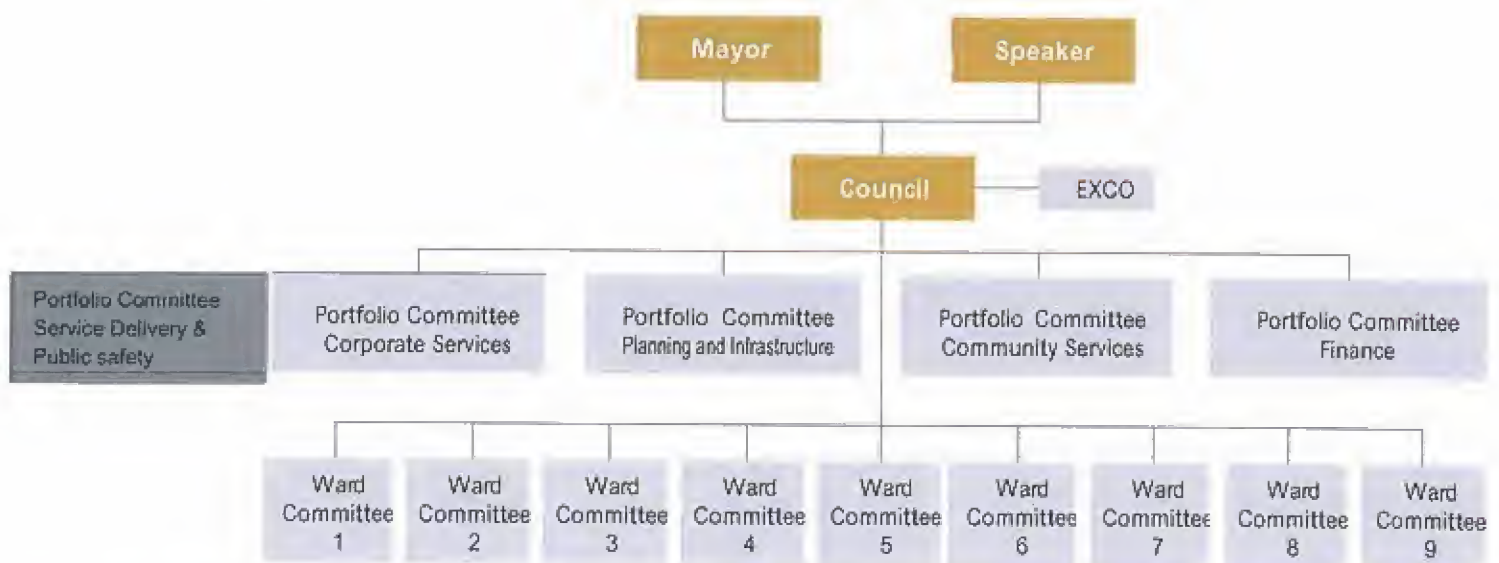 Mayor
Speaker
Council
EXCO
Portfolio Committee
Service Delivery &
Public safety
Portfolio Committee
Corporate Services
Portfolio Committee
Planning and Infrastructure
Portfolio Committee
Community Services
Portfolio Committee
Finance
Ward
Committee
1
Ward
Committee
2
Ward
Committee
3
Ward
Committee
4
Ward
Committee
5
Ward
Committee
6
Ward
Committee
7
Ward
Committee
8
Ward
Committee
9